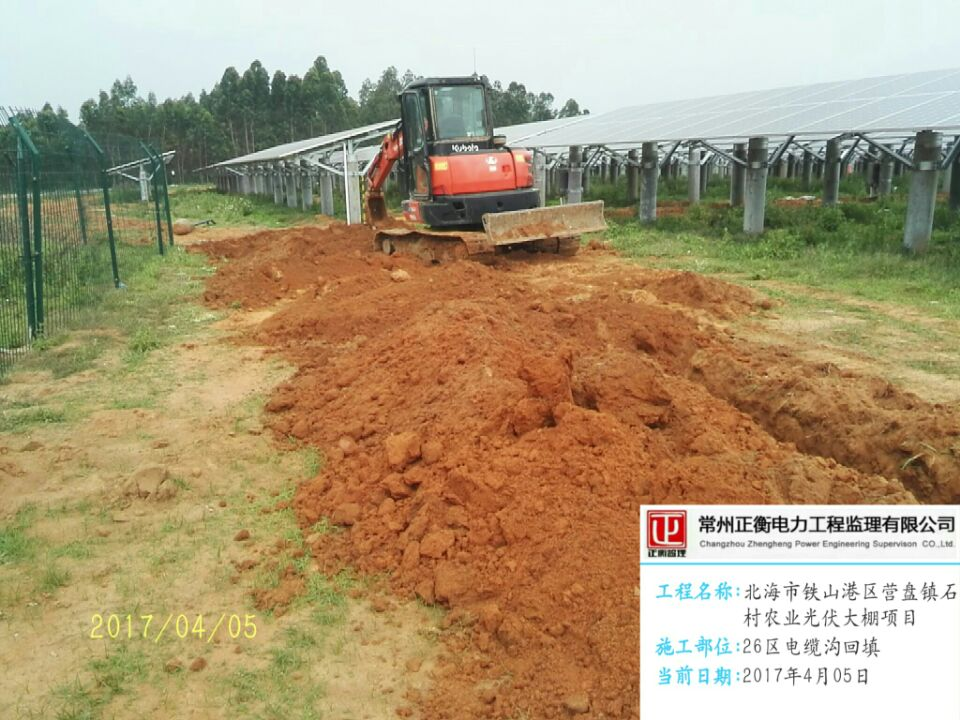 Kubota
常州正衡电力工程监理有限公司
Changzhou Zhengheng Power Engineering Supervison CO.,Ltd.
正衡监理
工程名称:北海市铁山港区营盘镇石
村农业光伏大棚项目
施工部位:26区电缆沟回填
当前日期:2017年4月05日
2017/04/05